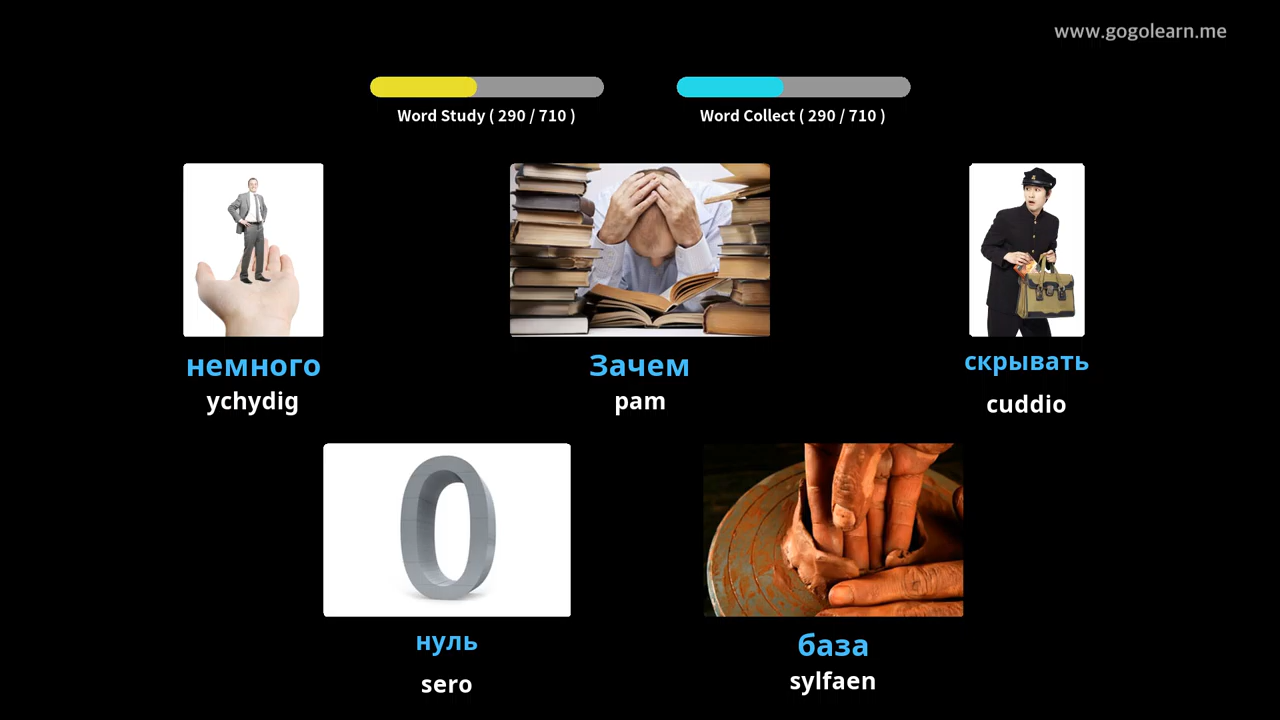 www.gogolearn.me
Word Study ( 290 / 710 )
Word Collect ( 290 / 710 )
немного
ychydig
Зачем
pam
скрывать
cuddio
нуль
sero
база
sylfaen